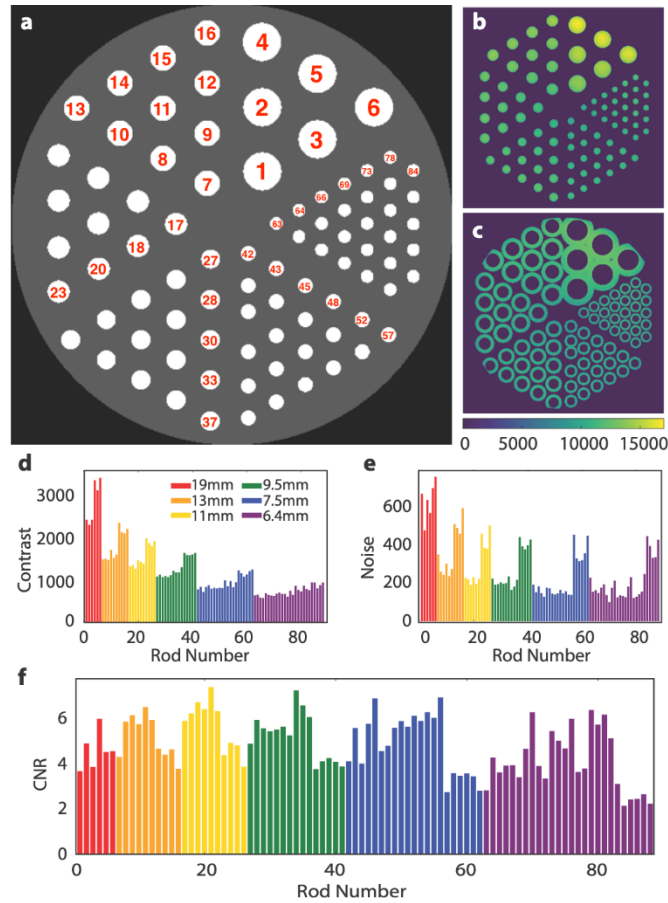 a
16
4
15
5
14
12
6
13
11
2
10
9
3
8
1
78
73
84
7
69
66
64
63
17
18
27
42
20
43
23
28
45
48
30
52
57
33
37
b
c
0 5000 10000 15000
d
3000
2000
1000
0
Contrast
19mm 9.5mm
13mm 7.5mm
11mm 6.4mm
0 20 40 60 80
Rod Number
e
600
400
200
0
Noise
0 20 40 60 80
Rod Number
f
6
4
2
0
CNR
0 20 40 60 80
Rod Number